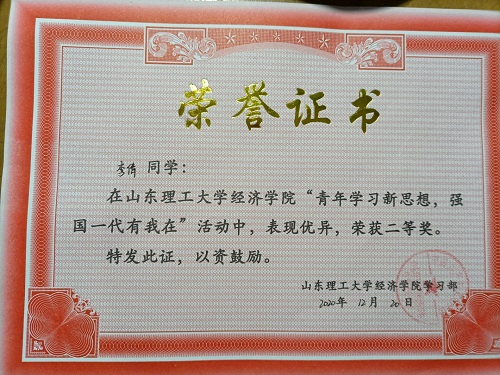 荣誉证书
李倩 同学：
在山东理工大学经济学院“青年学习新思想，强
国一代有我在”活动中，表现优异，荣获二等奖。
特发此证，以资鼓励。
山东理工大学经济学院学习部
2020年 12月 20日